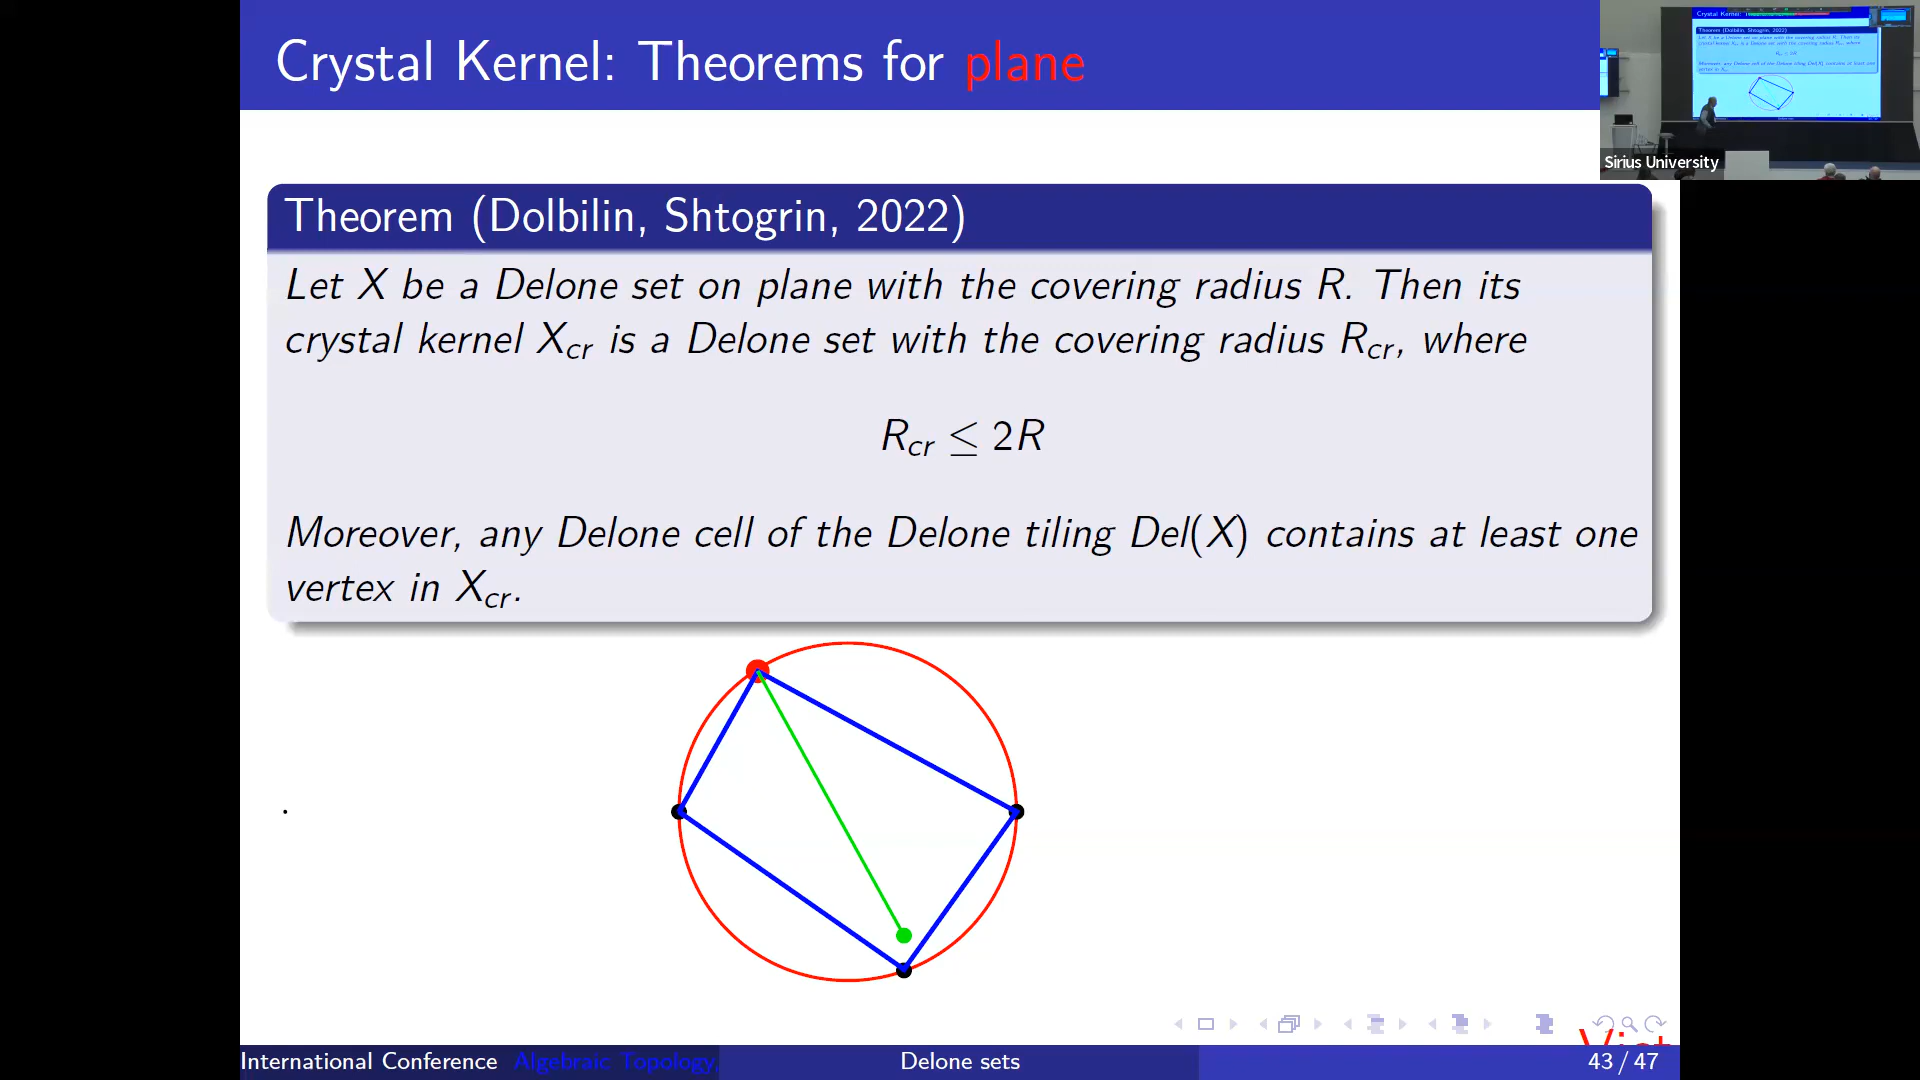 Crystal Kernel: Theorems for plane
Sirius University
Theorem (Dolbilin, Shtogrin, 2022)
Let X be a Delone set on plane with the covering radius R. Then its
crystal kernel X_cr is a Delone set with the covering radius R_cr, where
R_cr ≤ 2R
Moreover, any Delone cell of the Delone tiling Del(X) contains at least one
vertex in X_cr.
.
International Conference Algebraic Topology,
Delone sets
43 / 47